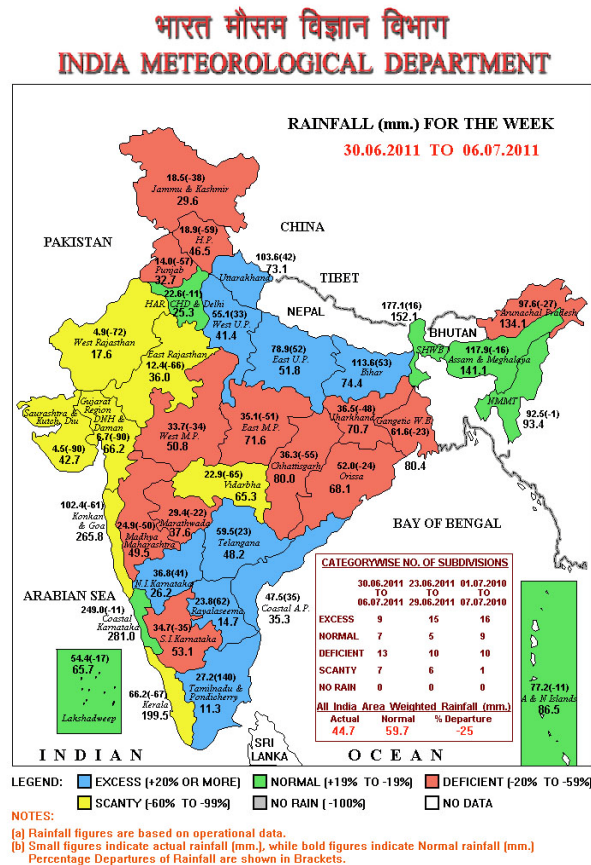 भारत मौसम विज्ञान विभाग
INDIA METEOROLOGICAL DEPARTMENT
RAINFALL (mm.) FOR THE WEEK
30.06.2011 TO 06.07.2011
18.5(-38)
Jammu & Kashmir
29.6
18.9(-59)
H.P.
46.5
CHINA
PAKISTAN
14.0(-57)
Punjab
32.7
103.6(42)
73.1
Uttarakhand
TIBET
22.6(-11)
HAR. CHD & Delhi
25.3
NEPAL
55.1(33)
West U.P.
41.4
177.1(16)
152.1
97.6(-27)
Arunachal Pradesh
134.1
BHUTAN
4.9(-72)
West Rajasthan
17.6
East Rajasthan
12.4(-66)
36.0
78.9(52)
East U.P.
51.8
113.6(53)
Bihar
74.4
SHWB
117.9(-16)
Assam & Meghalaya
141.1
NMMT
92.5(-1)
93.4
Saurashtra &
Kutch, Diu
4.5(-90)
42.7
Gujarat
Region
DNH &
Daman
6.7(-90)
66.2
33.7(-34)
West M.P.
50.8
35.1(-51)
East M.P.
71.6
36.5(-48)
Jharkhand
70.7
Gangetic W.B.
61.6(-23)
80.4
22.9(-65)
Vidarbha
65.3
36.3(-55)
Chhattisgarh
80.0
52.0(-24)
Orissa
68.1
102.4(-61)
Konkan
& Goa
265.8
24.9(-50)
Madhya
Maharashtra
49.5
29.4(-22)
Marathwada
37.6
59.5(23)
Telangana
48.2
BAY OF BENGAL
36.8(41)
N.I.Karnataka
26.2
ARABIAN SEA
249.0(-11)
Coastal
Karnataka
281.0
23.8(62)
Rayalaseema
14.7
47.5(35)
Coastal A.P.
35.3
34.7(-35)
S.I.Karnataka
53.1
54.4(-17)
65.7
Lakshadweep
66.2(-67)
Kerala
199.5
27.2(140)
Tamilnadu &
Pondicherry
11.3
77.2(-11)
A & N Islands
86.5
CATEGORYWISE NO. OF SUBDIVISIONS
30.06.2011 23.06.2011 01.07.2010
TO TO TO
06.07.2011 29.06.2011 07.07.2010
EXCESS 9 15 16
NORMAL 7 5 9
DEFICIENT 13 10 10
SCANTY 7 6 1
NO RAIN 0 0 0
All India Area Weighted Rainfall (mm.)
Actual Normal % Departure
44.7 59.7 -25
SRI
LANKA
INDIAN OCEAN
LEGEND: EXCESS (+20% OR MORE) NORMAL (+19% TO -19%) DEFICIENT (-20% TO -59%)
SCANTY (-60% TO -99%) NO RAIN (-100%) NO DATA
NOTES:
(a) Rainfall figures are based on operational data.
(b) Small figures indicate actual rainfall (mm.), while bold figures indicate Normal rainfall (mm.)
Percentage Departures of Rainfall are shown in Brackets.